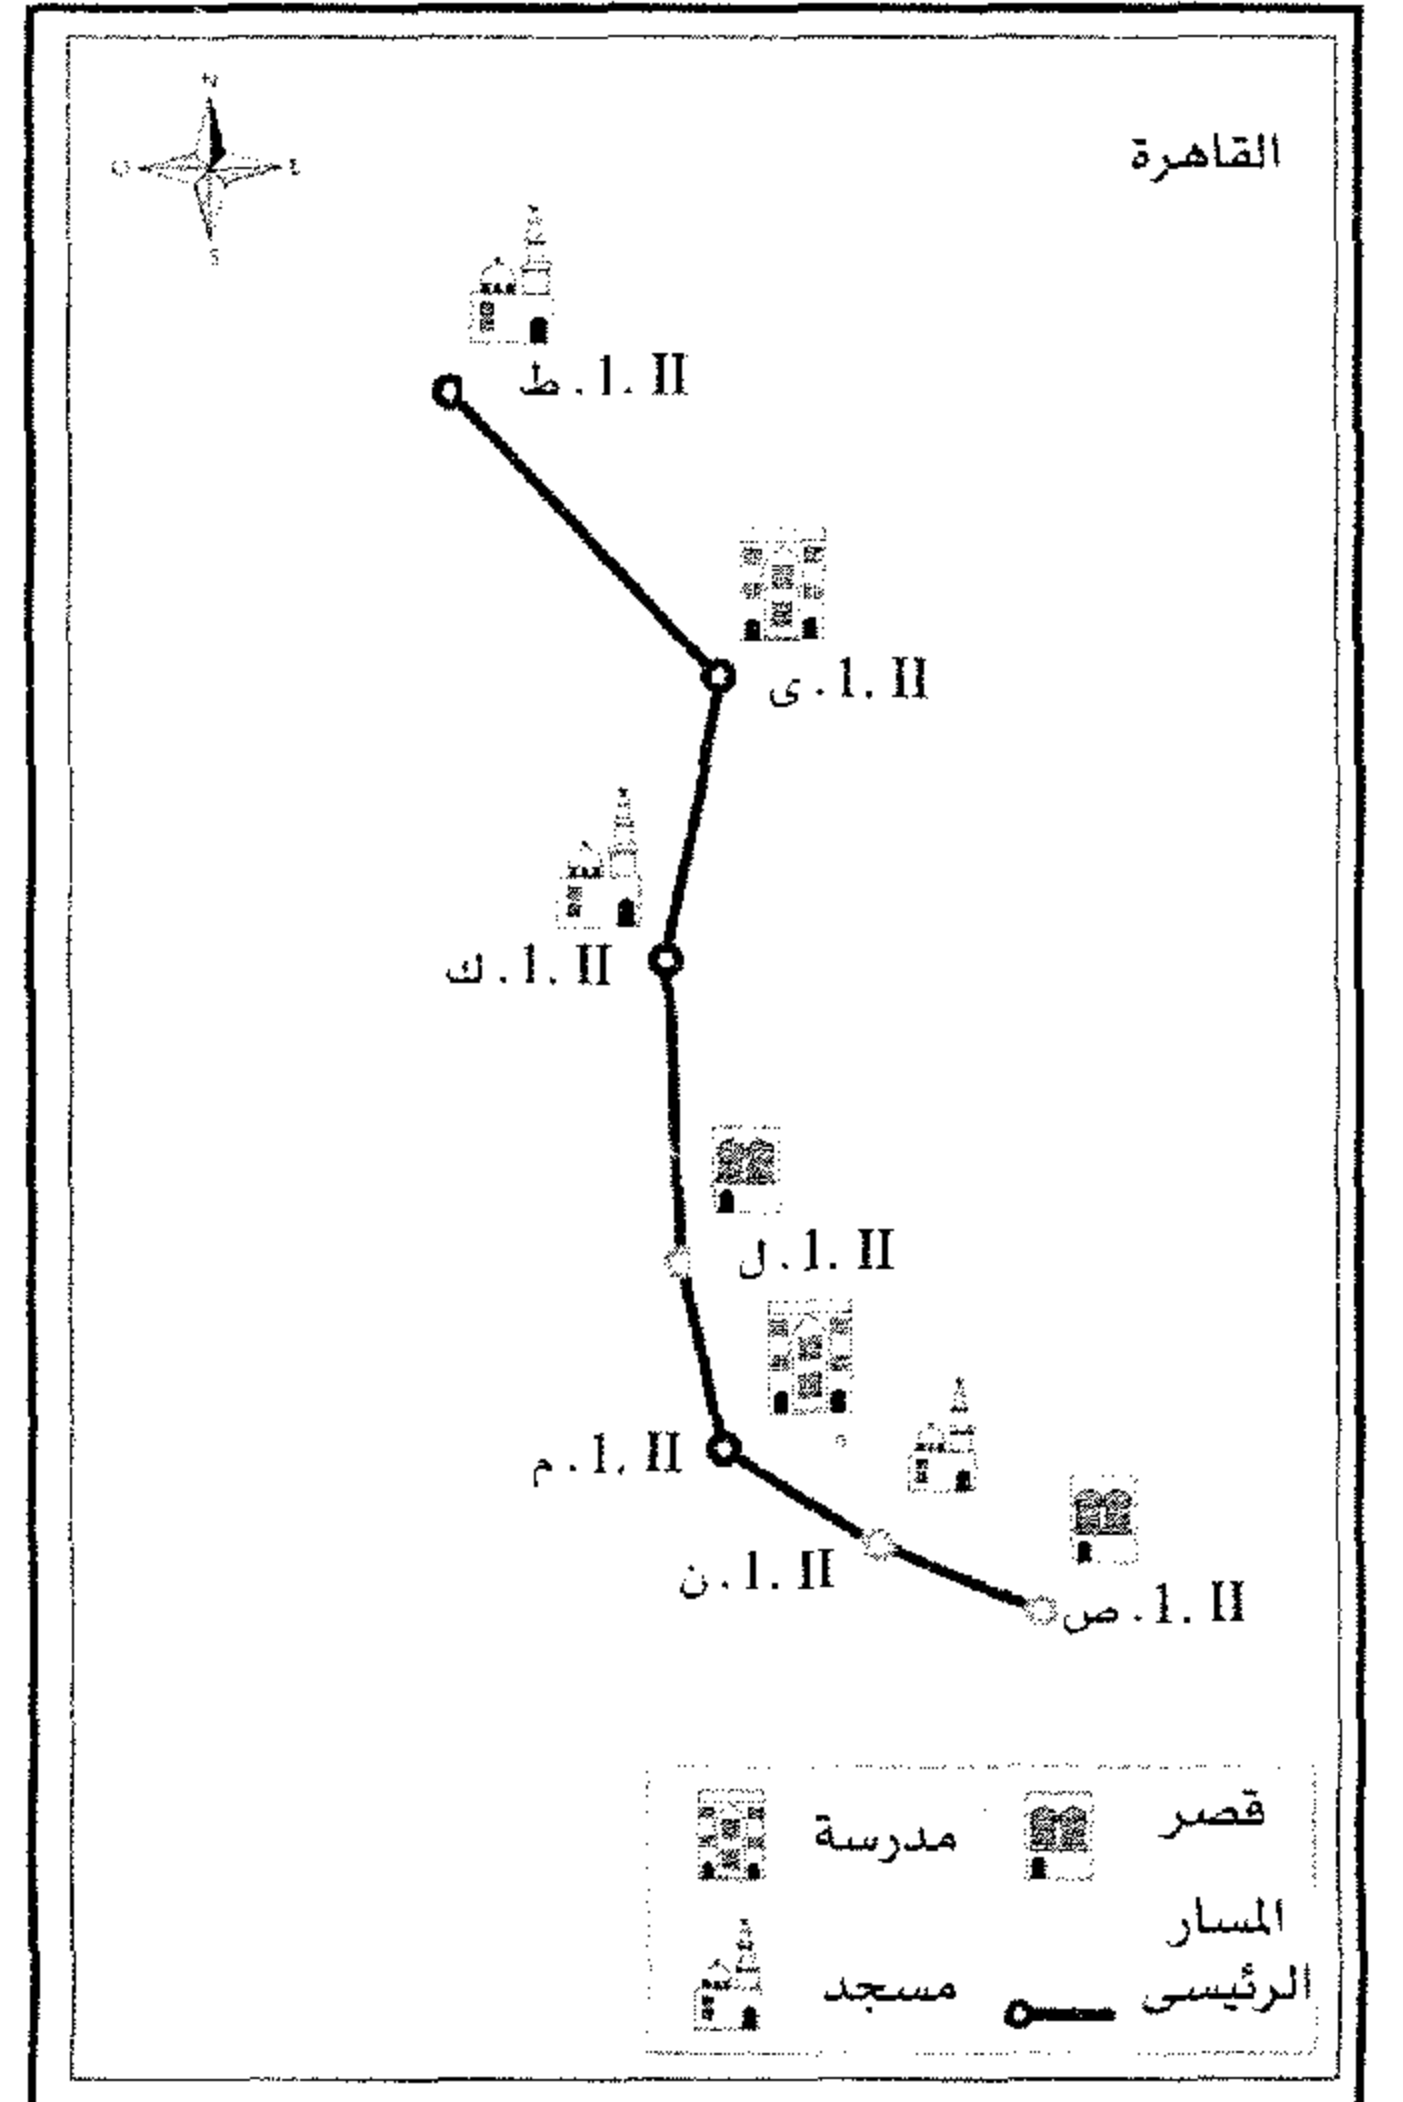 القاهرة
N
O
E
S
II .1. ط
II .1. ى
II .1. ك
II .1. ل
II .1. م
II .1. ن
II .1. ص
قصر
مدرسة
المسار
الرئيسى
مسجد